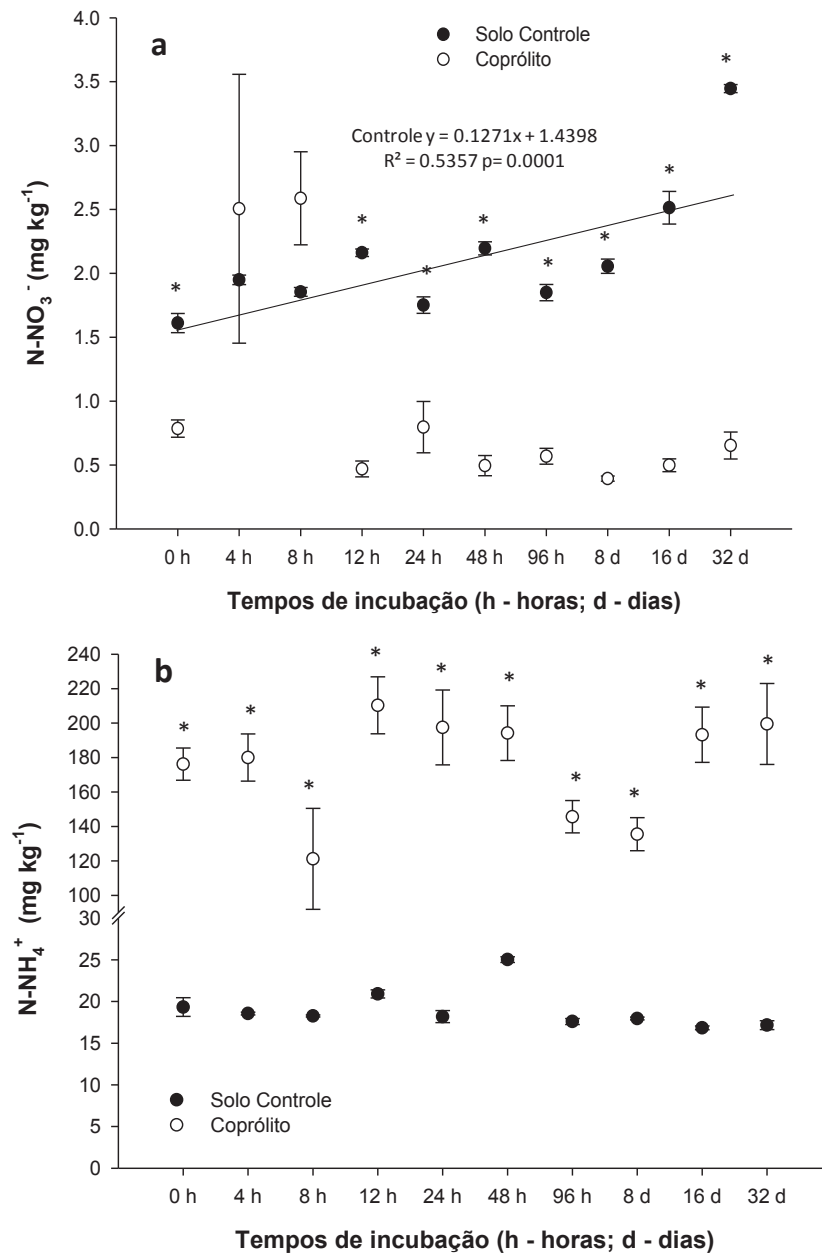 a
Solo Controle
Coprólito
Controle y = 0.1271x + 1.4398
R² = 0.5357 p= 0.0001
* * * * * * * *
N-NO₃⁻ (mg kg⁻¹)
4.0
3.5
3.0
2.5
2.0
1.5
1.0
0.5
0.0
0 h 4 h 8 h 12 h 24 h 48 h 96 h 8 d 16 d 32 d
Tempos de incubação (h - horas; d - dias)
b
* * * * * * * * * *
N-NH₄⁺ (mg kg⁻¹)
240
220
200
180
160
140
120
100
30
25
20
15
10
5
0
Solo Controle
Coprólito
0 h 4 h 8 h 12 h 24 h 48 h 96 h 8 d 16 d 32 d
Tempos de incubação (h - horas; d - dias)